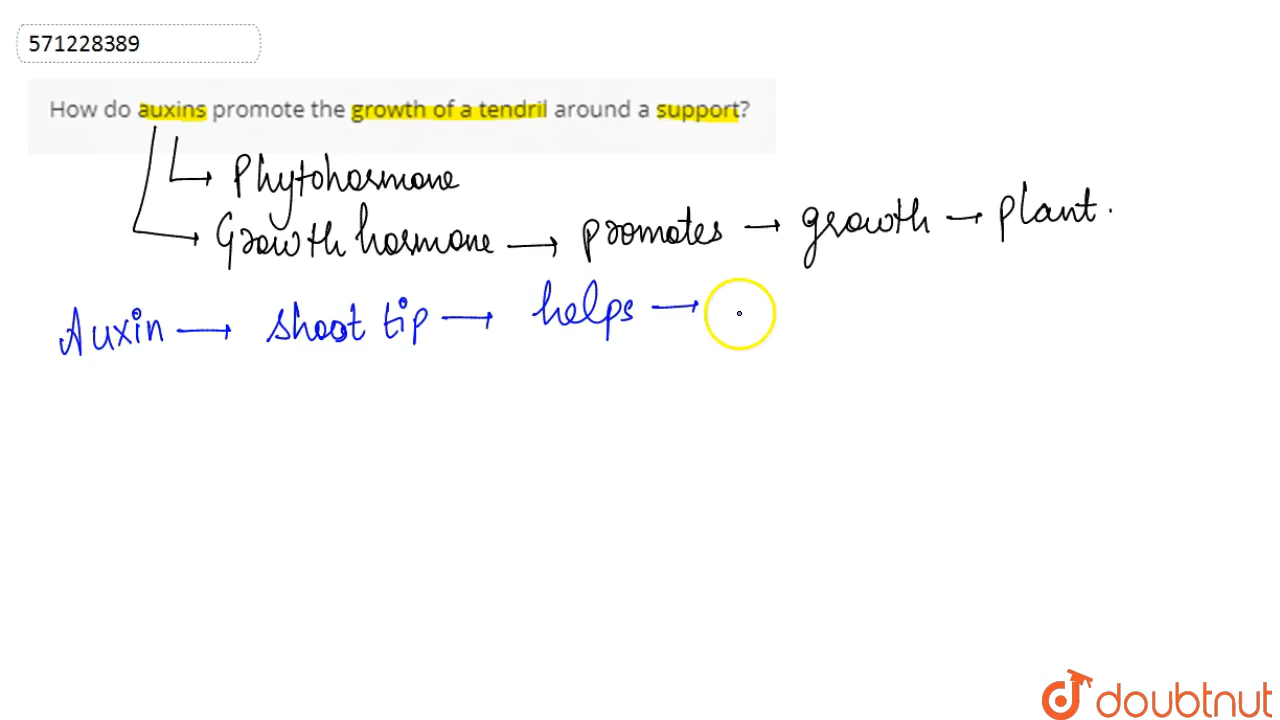 571228389
How do auxins promote the growth of a tendril around a support?
Phytohormone
Growth hormone → promotes → growth → plant.
Auxin → shoot tip → helps →
doubtnut